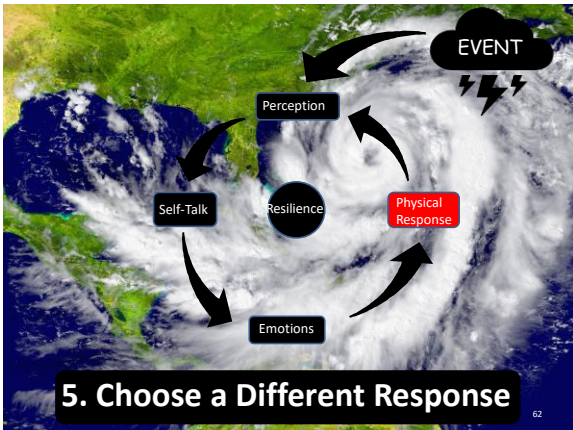 EVENT
Perception
Self-Talk
Resilience
Physical
Response
Emotions
5. Choose a Different Response
62